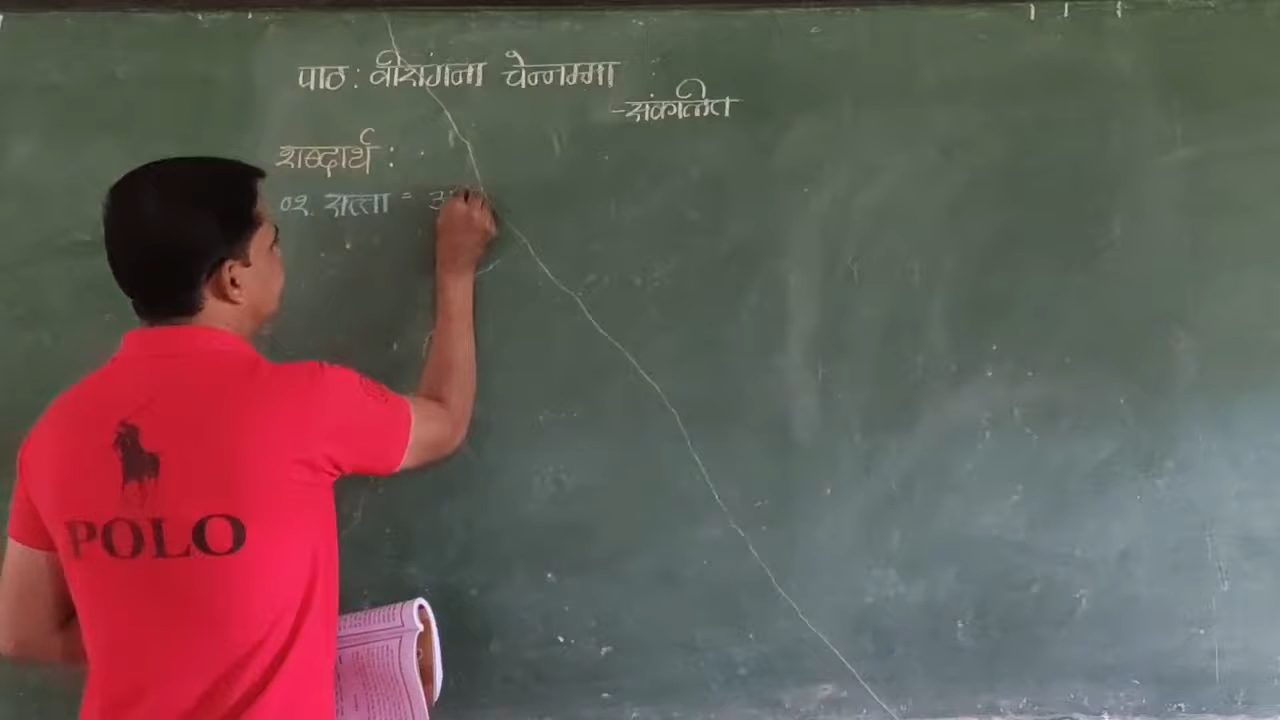 पाठ : वीरांगना चेन्नम्मा
-संकलित
शब्दार्थ :
०१. सत्ता =
POLO